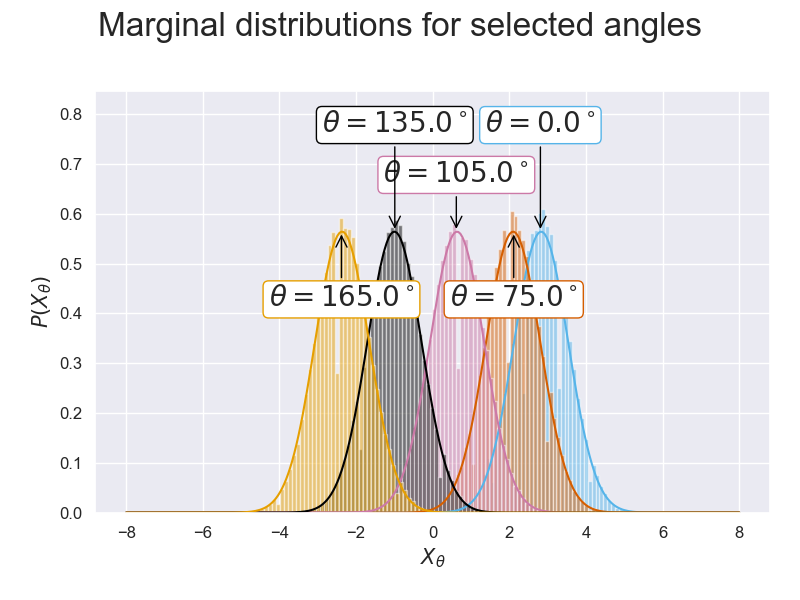 Marginal distributions for selected angles
0.8
0.7
0.6
0.5
0.4
0.3
0.2
0.1
0.0
P(X_θ)
θ = 135.0°
θ = 0.0°
θ = 105.0°
θ = 165.0°
θ = 75.0°
−8 −6 −4 −2 0 2 4 6 8
X_θ